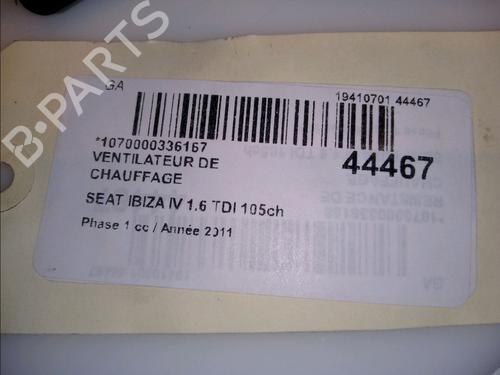 GA
19410701 44467
*1070000336167
44467
VENTILATEUR DE
CHAUFFAGE
SEAT IBIZA IV 1.6 TDI 105ch
Phase 1 cc / Année 2011
B-PARTS
GA